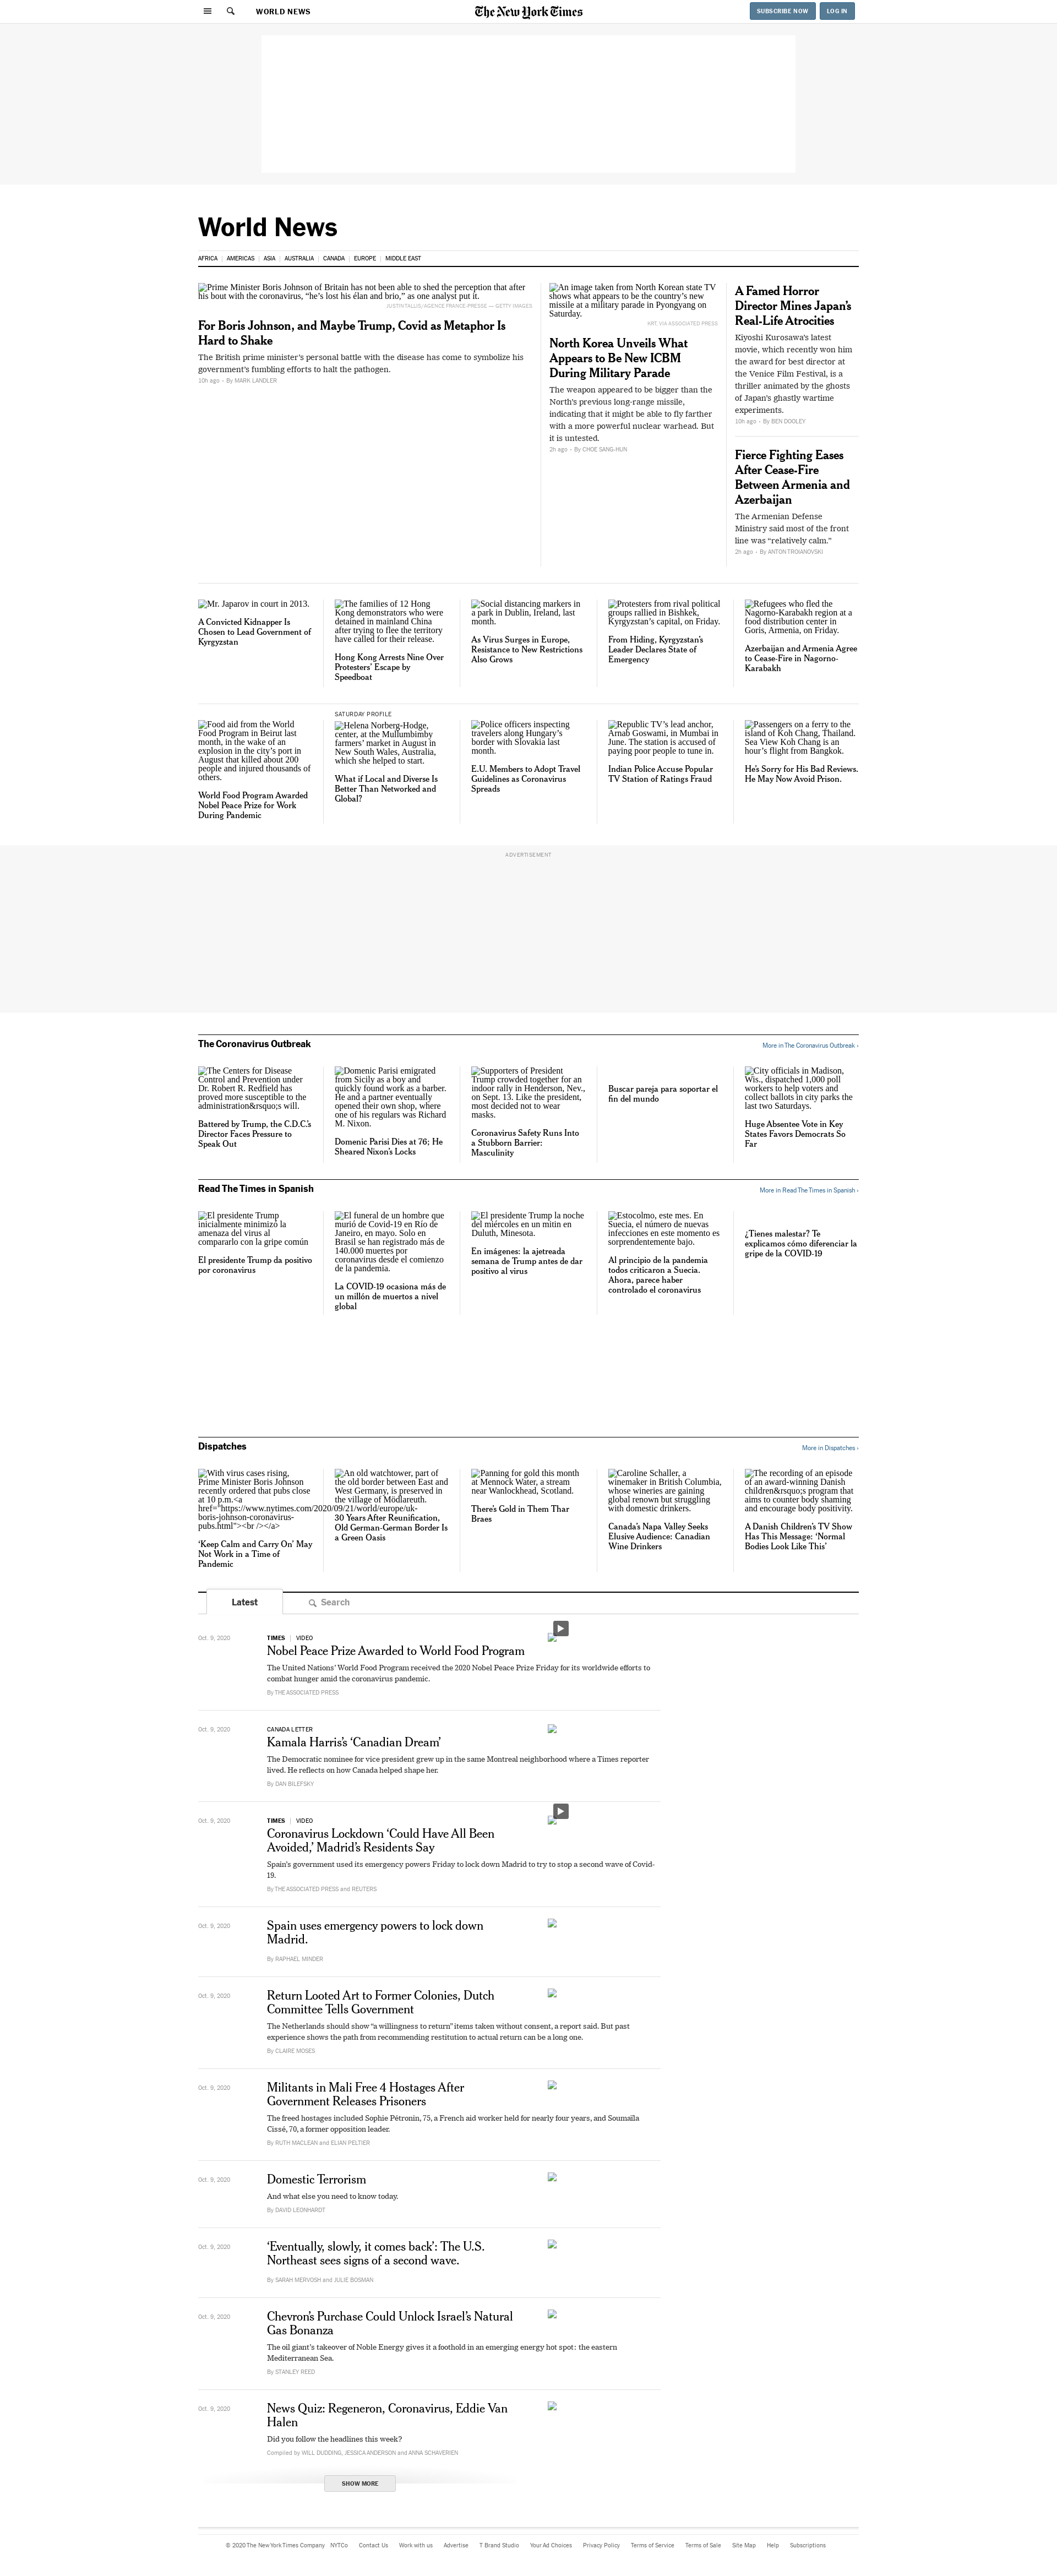 WORLD NEWS
The New York Times
SUBSCRIBE NOW
LOG IN
World News
AFRICA | AMERICAS | ASIA | AUSTRALIA | CANADA | EUROPE | MIDDLE EAST
Prime Minister Boris Johnson of Britain has not been able to shed the perception that after
his bout with the coronavirus, “he’s lost his élan and brio,” as one analyst put it.
JUSTIN TALLIS/AGENCE FRANCE-PRESSE — GETTY IMAGES
For Boris Johnson, and Maybe Trump, Covid as Metaphor Is
Hard to Shake
The British prime minister’s personal battle with the disease has come to symbolize his
government’s fumbling efforts to halt the pathogen.
10h ago • By MARK LANDLER
An image taken from North Korean state TV
shows what appears to be the country’s new
missile at a military parade in Pyongyang on
Saturday.
KRT, VIA ASSOCIATED PRESS
North Korea Unveils What
Appears to Be New ICBM
During Military Parade
The weapon appeared to be bigger than the
North’s previous long-range missile,
indicating that it might be able to fly farther
with a more powerful nuclear warhead. But
it is untested.
2h ago • By CHOE SANG-HUN
A Famed Horror
Director Mines Japan’s
Real-Life Atrocities
Kiyoshi Kurosawa’s latest
movie, which recently won him
the award for best director at
the Venice Film Festival, is a
thriller animated by the ghosts
of Japan’s ghastly wartime
experiments.
10h ago • By BEN DOOLEY
Fierce Fighting Eases
After Cease-Fire
Between Armenia and
Azerbaijan
The Armenian Defense
Ministry said most of the front
line was “relatively calm.”
2h ago • By ANTON TROIANOVSKI
Mr. Japarov in court in 2013.
A Convicted Kidnapper Is
Chosen to Lead Government of
Kyrgyzstan
The families of 12 Hong
Kong demonstrators who were
detained in mainland China
after trying to flee the territory
have called for their release.
Hong Kong Arrests Nine Over
Protesters’ Escape by
Speedboat
Social distancing markers in
a park in Dublin, Ireland, last
month.
As Virus Surges in Europe,
Resistance to New Restrictions
Also Grows
Protesters from rival political
groups rallied in Bishkek,
Kyrgyzstan’s capital, on Friday.
From Hiding, Kyrgyzstan’s
Leader Declares State of
Emergency
Refugees who fled the
Nagorno-Karabakh region at a
food distribution center in
Goris, Armenia, on Friday.
Azerbaijan and Armenia Agree
to Cease-Fire in Nagorno-
Karabakh
Food aid from the World
Food Program in Beirut last
month, in the wake of an
explosion in the city’s port in
August that killed about 200
people and injured thousands of
others.
World Food Program Awarded
Nobel Peace Prize for Work
During Pandemic
SATURDAY PROFILE
Helena Norberg-Hodge,
center, at the Mullumbimby
farmers’ market in August in
New South Wales, Australia,
which she helped to start.
What if Local and Diverse Is
Better Than Networked and
Global?
Police officers inspecting
travelers along Hungary’s
border with Slovakia last
month.
E.U. Members to Adopt Travel
Guidelines as Coronavirus
Spreads
Republic TV’s lead anchor,
Arnab Goswami, in Mumbai in
June. The station is accused of
paying poor people to tune in.
Indian Police Accuse Popular
TV Station of Ratings Fraud
Passengers on a ferry to the
island of Koh Chang, Thailand.
Sea View Koh Chang is an
hour’s flight from Bangkok.
He’s Sorry for His Bad Reviews.
He May Now Avoid Prison.
ADVERTISEMENT
The Coronavirus Outbreak
More in The Coronavirus Outbreak ›
The Centers for Disease
Control and Prevention under
Dr. Robert R. Redfield has
proved more susceptible to the
administration&rsquo;s will.
Battered by Trump, the C.D.C.’s
Director Faces Pressure to
Speak Out
Domenic Parisi emigrated
from Sicily as a boy and
quickly found work as a barber.
He and a partner eventually
opened their own shop, where
one of his regulars was Richard
M. Nixon.
Domenic Parisi Dies at 76; He
Sheared Nixon’s Locks
Supporters of President
Trump crowded together for an
indoor rally in Henderson, Nev.,
on Sept. 13. Like the president,
most decided not to wear
masks.
Coronavirus Safety Runs Into
a Stubborn Barrier:
Masculinity
Buscar pareja para soportar el
fin del mundo
City officials in Madison,
Wis., dispatched 1,000 poll
workers to help voters and
collect ballots in city parks the
last two Saturdays.
Huge Absentee Vote in Key
States Favors Democrats So
Far
Read The Times in Spanish
More in Read The Times in Spanish ›
El presidente Trump
inicialmente minimizó la
amenaza del virus al
compararlo con la gripe común
El presidente Trump da positivo
por coronavirus
El funeral de un hombre que
murió de Covid-19 en Río de
Janeiro, en mayo. Solo en
Brasil se han registrado más de
140.000 muertes por
coronavirus desde el comienzo
de la pandemia.
La COVID-19 ocasiona más de
un millón de muertos a nivel
global
El presidente Trump la noche
del miércoles en un mitin en
Duluth, Minesota.
En imágenes: la ajetreada
semana de Trump antes de dar
positivo al virus
Estocolmo, este mes. En
Suecia, el número de nuevas
infecciones en este momento es
sorprendentemente bajo.
Al principio de la pandemia
todos criticaron a Suecia.
Ahora, parece haber
controlado el coronavirus
¿Tienes malestar? Te
explicamos cómo diferenciar la
gripe de la COVID-19
Dispatches
More in Dispatches ›
With virus cases rising,
Prime Minister Boris Johnson
recently ordered that pubs close
at 10 p.m.<a
href="https://www.nytimes.com/2020/09/21/world/europe/uk-
boris-johnson-coronavirus-
pubs.html"><br /></a>
‘Keep Calm and Carry On’ May
Not Work in a Time of
Pandemic
An old watchtower, part of
the old border between East and
West Germany, is preserved in
the village of Mödlareuth.
30 Years After Reunification,
Old German-German Border Is
a Green Oasis
Panning for gold this month
at Mennock Water, a stream
near Wanlockhead, Scotland.
There’s Gold in Them Thar
Braes
Caroline Schaller, a
winemaker in British Columbia,
whose wineries are gaining
global renown but struggling
with domestic drinkers.
Canada’s Napa Valley Seeks
Elusive Audience: Canadian
Wine Drinkers
The recording of an episode
of an award-winning Danish
children&rsquo;s program that
aims to counter body shaming
and encourage body positivity.
A Danish Children’s TV Show
Has This Message: ‘Normal
Bodies Look Like This’
Latest
Search
Oct. 9, 2020
TIMES | VIDEO
Nobel Peace Prize Awarded to World Food Program
The United Nations’ World Food Program received the 2020 Nobel Peace Prize Friday for its worldwide efforts to
combat hunger amid the coronavirus pandemic.
By THE ASSOCIATED PRESS
Oct. 9, 2020
CANADA LETTER
Kamala Harris’s ‘Canadian Dream’
The Democratic nominee for vice president grew up in the same Montreal neighborhood where a Times reporter
lived. He reflects on how Canada helped shape her.
By DAN BILEFSKY
Oct. 9, 2020
TIMES | VIDEO
Coronavirus Lockdown ‘Could Have All Been
Avoided,’ Madrid’s Residents Say
Spain’s government used its emergency powers Friday to lock down Madrid to try to stop a second wave of Covid-
19.
By THE ASSOCIATED PRESS and REUTERS
Oct. 9, 2020
Spain uses emergency powers to lock down
Madrid.
By RAPHAEL MINDER
Oct. 9, 2020
Return Looted Art to Former Colonies, Dutch
Committee Tells Government
The Netherlands should show “a willingness to return” items taken without consent, a report said. But past
experience shows the path from recommending restitution to actual return can be a long one.
By CLAIRE MOSES
Oct. 9, 2020
Militants in Mali Free 4 Hostages After
Government Releases Prisoners
The freed hostages included Sophie Pétronin, 75, a French aid worker held for nearly four years, and Soumaïla
Cissé, 70, a former opposition leader.
By RUTH MACLEAN and ELIAN PELTIER
Oct. 9, 2020
Domestic Terrorism
And what else you need to know today.
By DAVID LEONHARDT
Oct. 9, 2020
‘Eventually, slowly, it comes back’: The U.S.
Northeast sees signs of a second wave.
By SARAH MERVOSH and JULIE BOSMAN
Oct. 9, 2020
Chevron’s Purchase Could Unlock Israel’s Natural
Gas Bonanza
The oil giant’s takeover of Noble Energy gives it a foothold in an emerging energy hot spot: the eastern
Mediterranean Sea.
By STANLEY REED
Oct. 9, 2020
News Quiz: Regeneron, Coronavirus, Eddie Van
Halen
Did you follow the headlines this week?
Compiled by WILL DUDDING, JESSICA ANDERSON and ANNA SCHAVERIEN
SHOW MORE
© 2020 The New York Times Company NYTCo Contact Us Work with us Advertise T Brand Studio Your Ad Choices Privacy Policy Terms of Service Terms of Sale Site Map Help Subscriptions